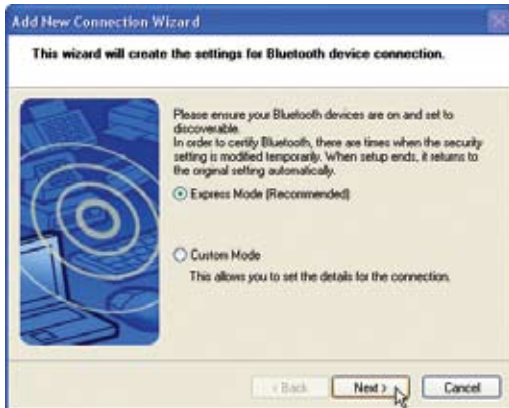 Add New Connection Wizard
This wizard will create the settings for Bluetooth device connection.
Please ensure your Bluetooth devices are on and set to
discoverable.
In order to certify Bluetooth, there are times when the security
setting is modified temporarily. When setup ends, it returns to
the original setting automatically.
Express Mode (Recommended)
Custom Mode
This allows you to set the details for the connection.
< Back
Next >
Cancel